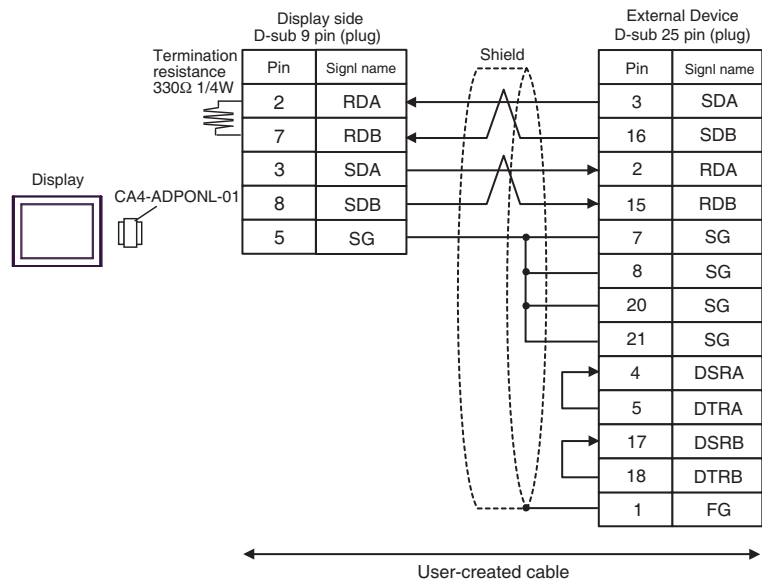 Display side
D-sub 9 pin (plug)
External Device
D-sub 25 pin (plug)
Termination
resistance
330Ω 1/4W
Shield
Pin Signl name
2 RDA
7 RDB
3 SDA
8 SDB
5 SG
Pin Signl name
3 SDA
16 SDB
2 RDA
15 RDB
7 SG
8 SG
20 SG
21 SG
4 DSRA
5 DTRA
17 DSRB
18 DTRB
1 FG
Display
CA4-ADPONL-01
User-created cable